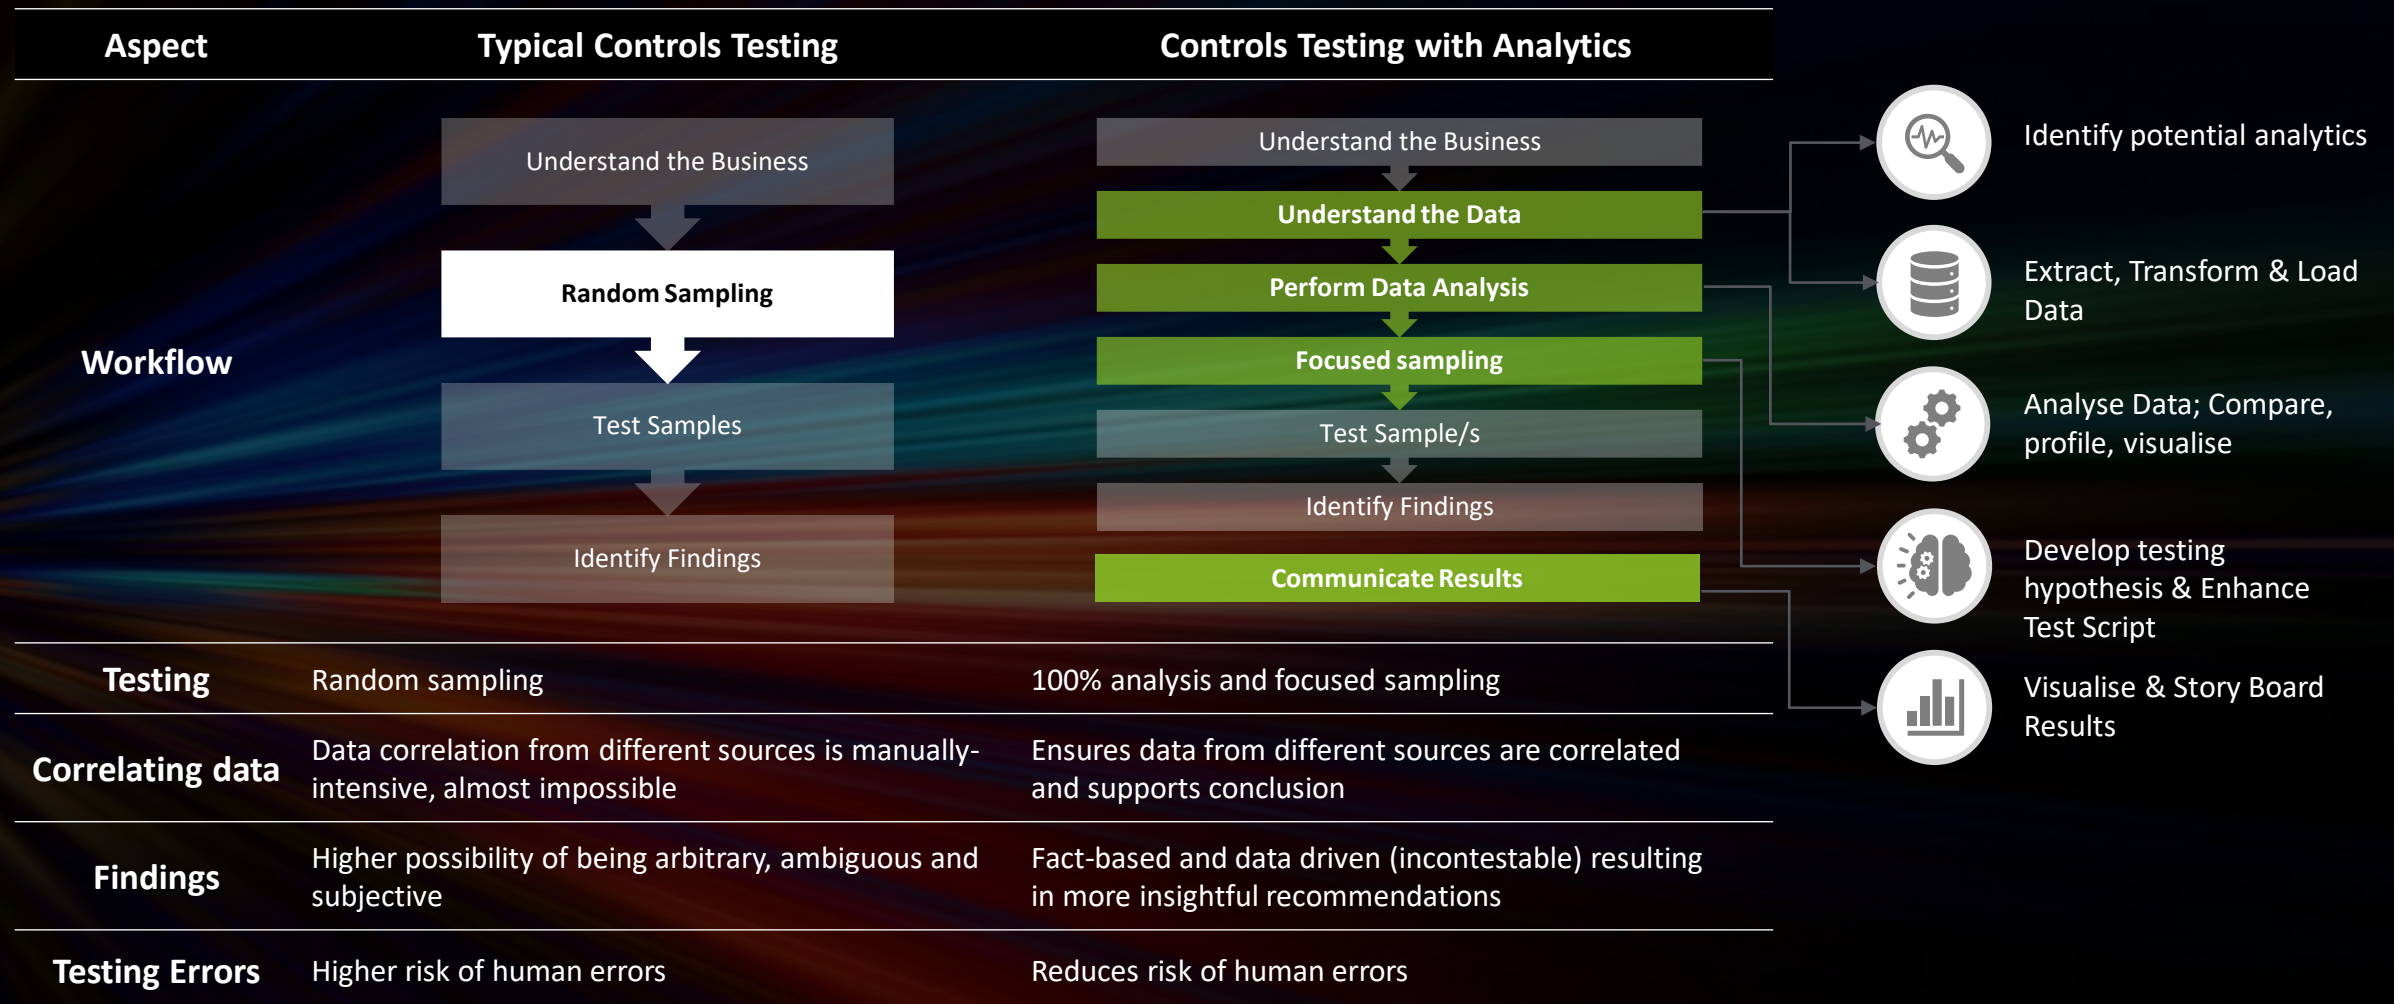 Aspect
Typical Controls Testing
Controls Testing with Analytics
Workflow
Understand the Business
Random Sampling
Test Samples
Identify Findings
Understand the Business
Understand the Data
Perform Data Analysis
Focused sampling
Test Sample/s
Identify Findings
Communicate Results
Identify potential analytics
Extract, Transform & Load
Data
Analyse Data; Compare,
profile, visualise
Develop testing
hypothesis & Enhance
Test Script
Visualise & Story Board
Results
Testing
Random sampling
100% analysis and focused sampling
Correlating data
Data correlation from different sources is manually-
intensive, almost impossible
Ensures data from different sources are correlated
and supports conclusion
Findings
Higher possibility of being arbitrary, ambiguous and
subjective
Fact-based and data driven (incontestable) resulting
in more insightful recommendations
Testing Errors
Higher risk of human errors
Reduces risk of human errors